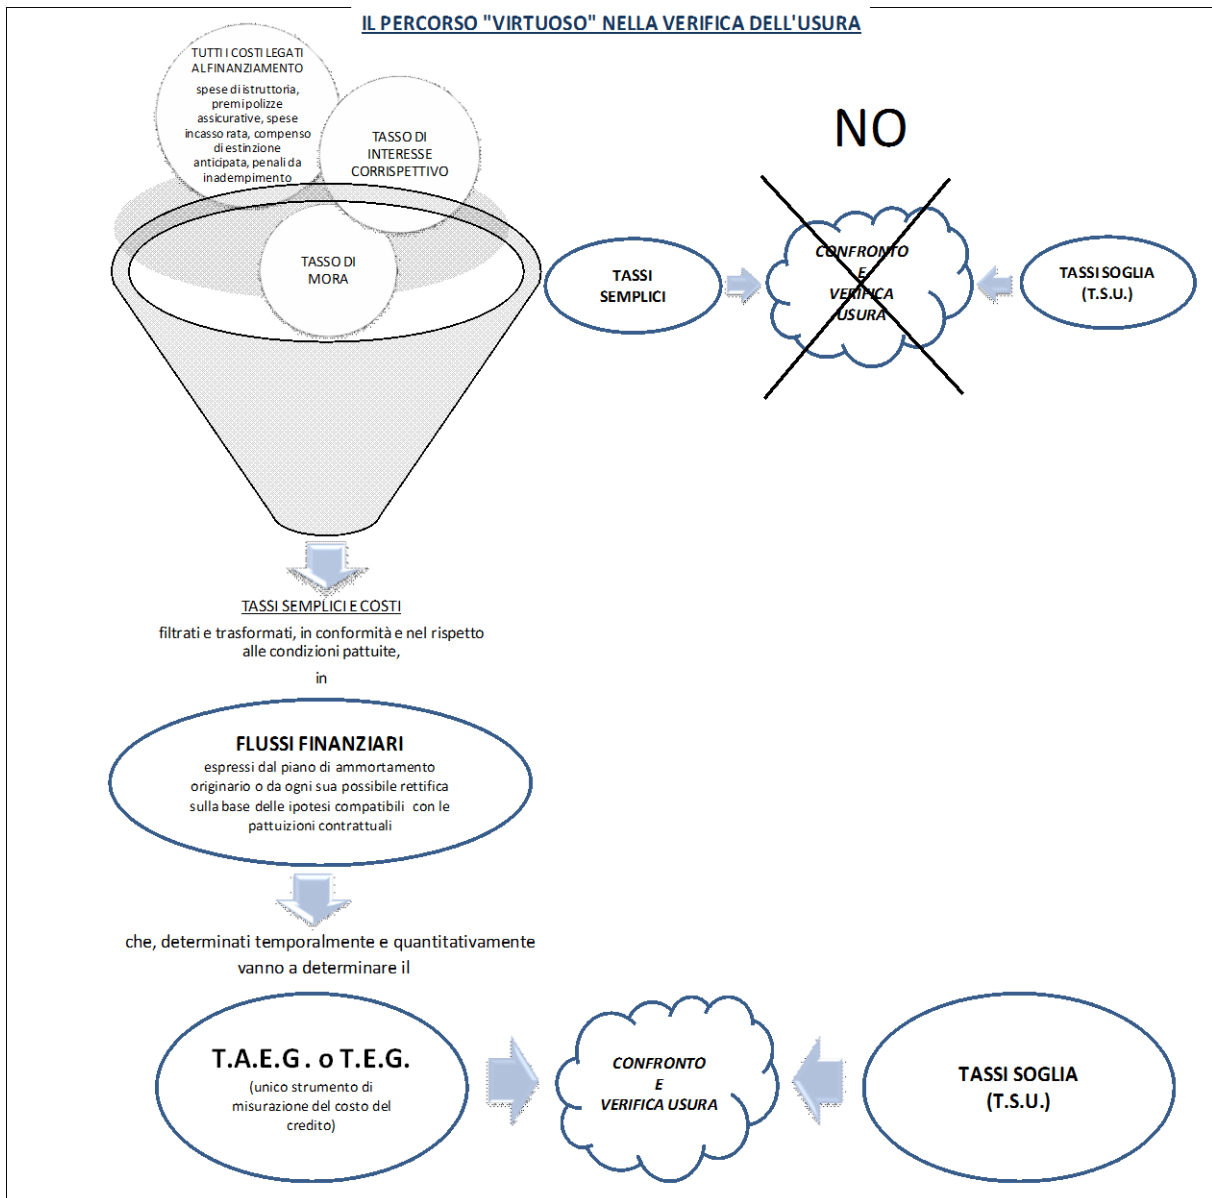 IL PERCORSO "VIRTUOSO" NELLA VERIFICA DELL'USURA
TUTTI I COSTI LEGATI
AL FINANZIAMENTO
spese di istruttoria,
premi polizze
assicurative, spese
incasso rata, compenso
di estinzione
anticipata, penali da
inadempimento
TASSO DI
INTERESSE
CORRISPETTIVO
TASSO DI
MORA
NO
TASSI
SEMPLICI
CONFRONTO
E
VERIFICA
USURA
TASSI SOGLIA
(T.S.U.)
TASSI SEMPLICI E COSTI
filtrati e trasformati, in conformità e nel rispetto
alle condizioni pattuite,
in
FLUSSI FINANZIARI
espressi dal piano di ammortamento
originario o da ogni sua possibile rettifica
sulla base delle ipotesi compatibili con le
pattuizioni contrattuali
che, determinati temporalmente e quantitativamente
vanno a determinare il
T.A.E.G. o T.E.G.
(unico strumento di
misurazione del costo del
credito)
CONFRONTO
E
VERIFICA USURA
TASSI SOGLIA
(T.S.U.)